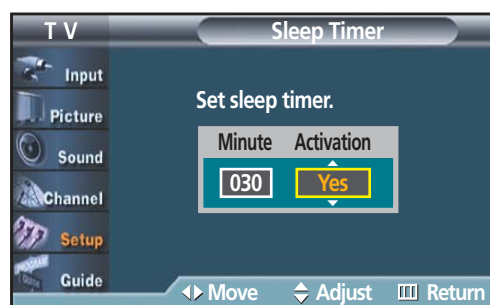 T V
Sleep Timer
Input
Picture
Sound
Channel
Setup
Guide
Set sleep timer.
Minute Activation
030 Yes
Move Adjust Return